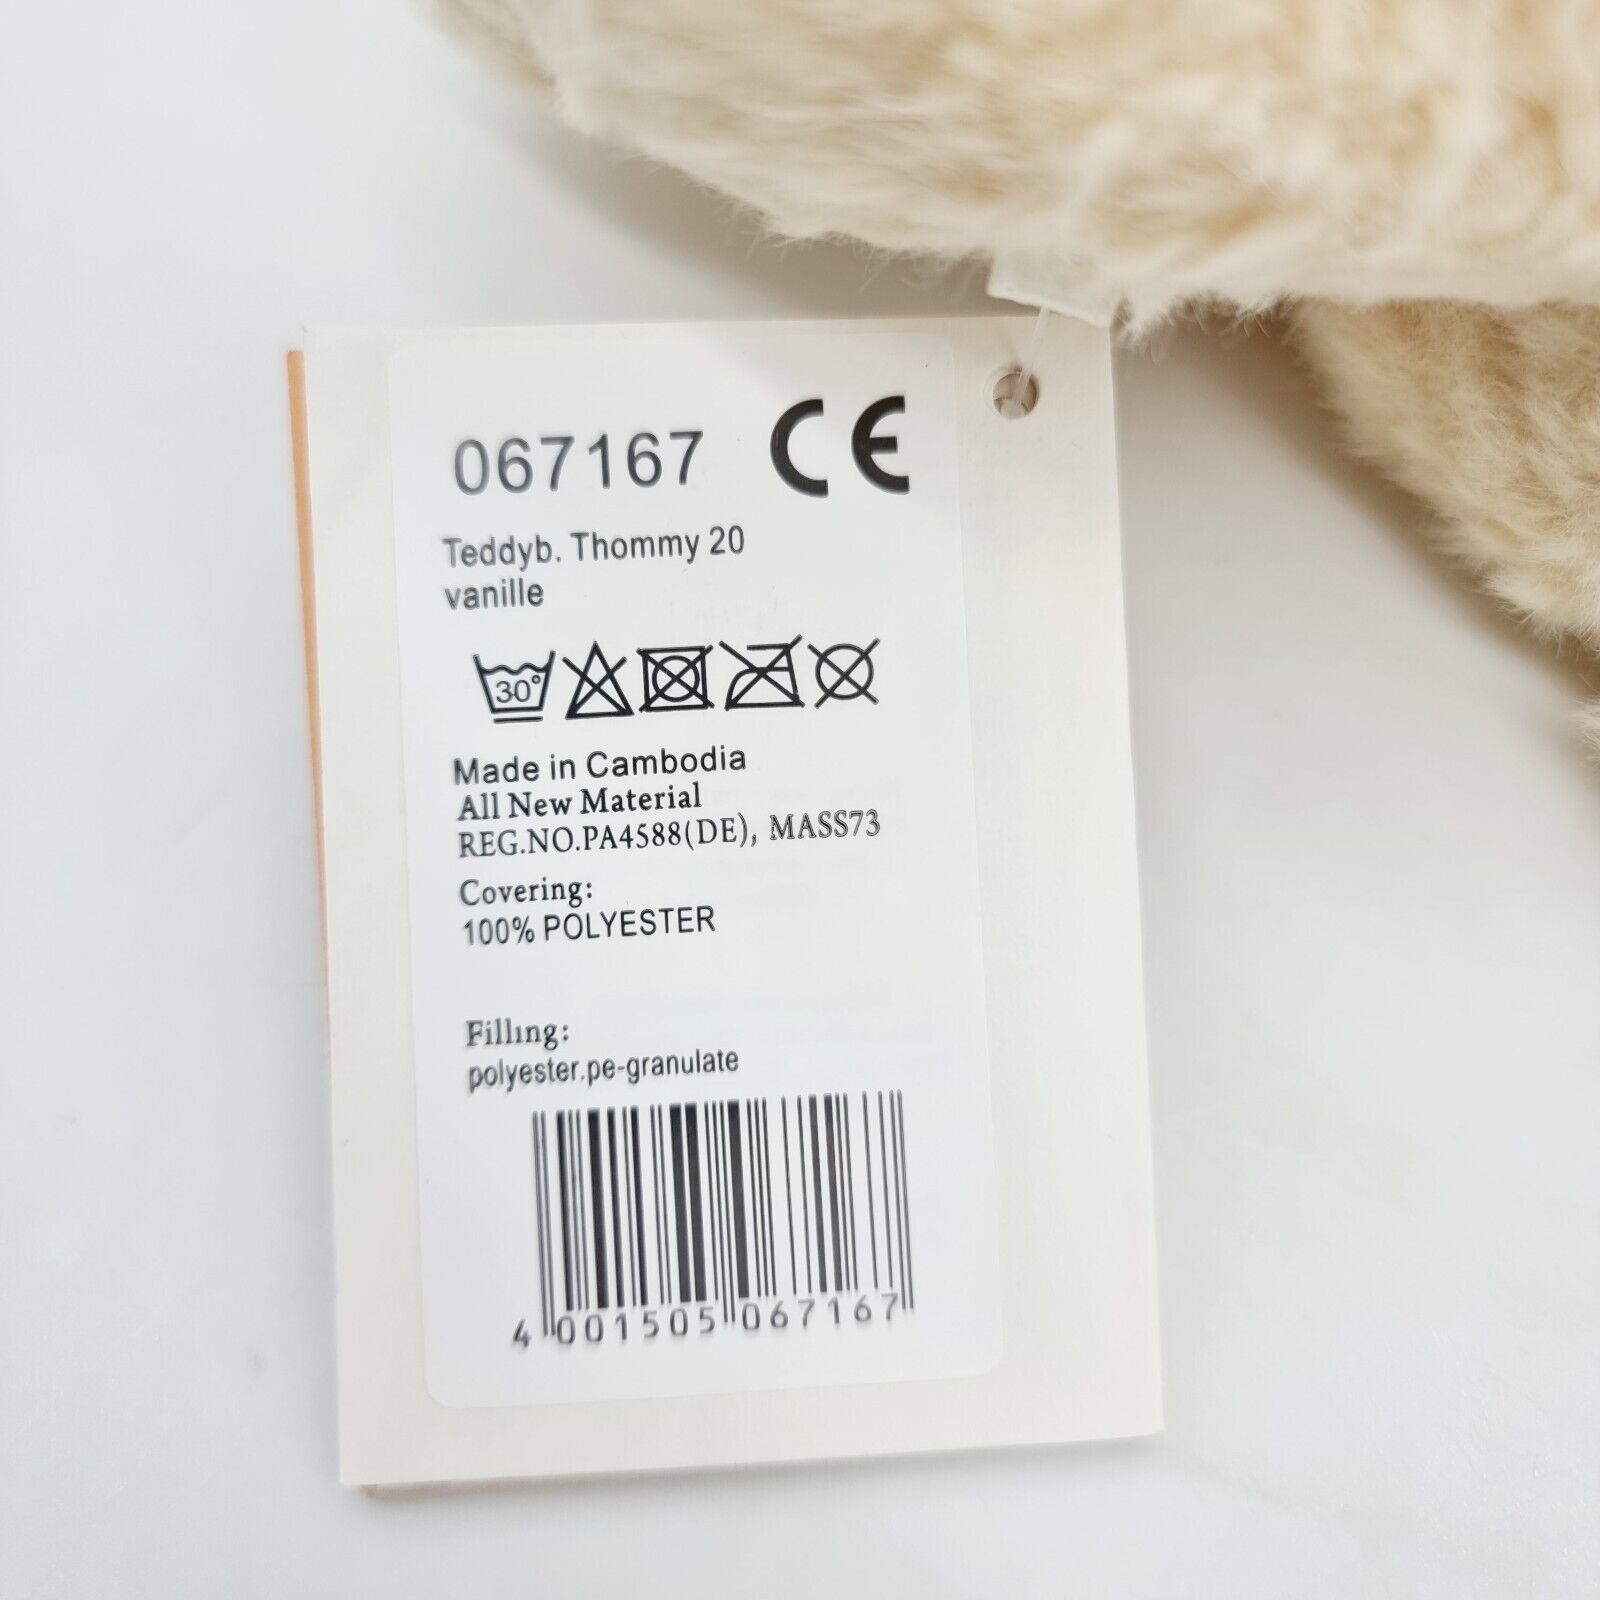 067167 CE
Teddyb. Thommy 20
vanille
30°
Made in Cambodia
All New Material
REG.NO.PA4588(DE), MASS73
Covering:
100% POLYESTER
Filling:
polyester.pe-granulate
4 001505 067167